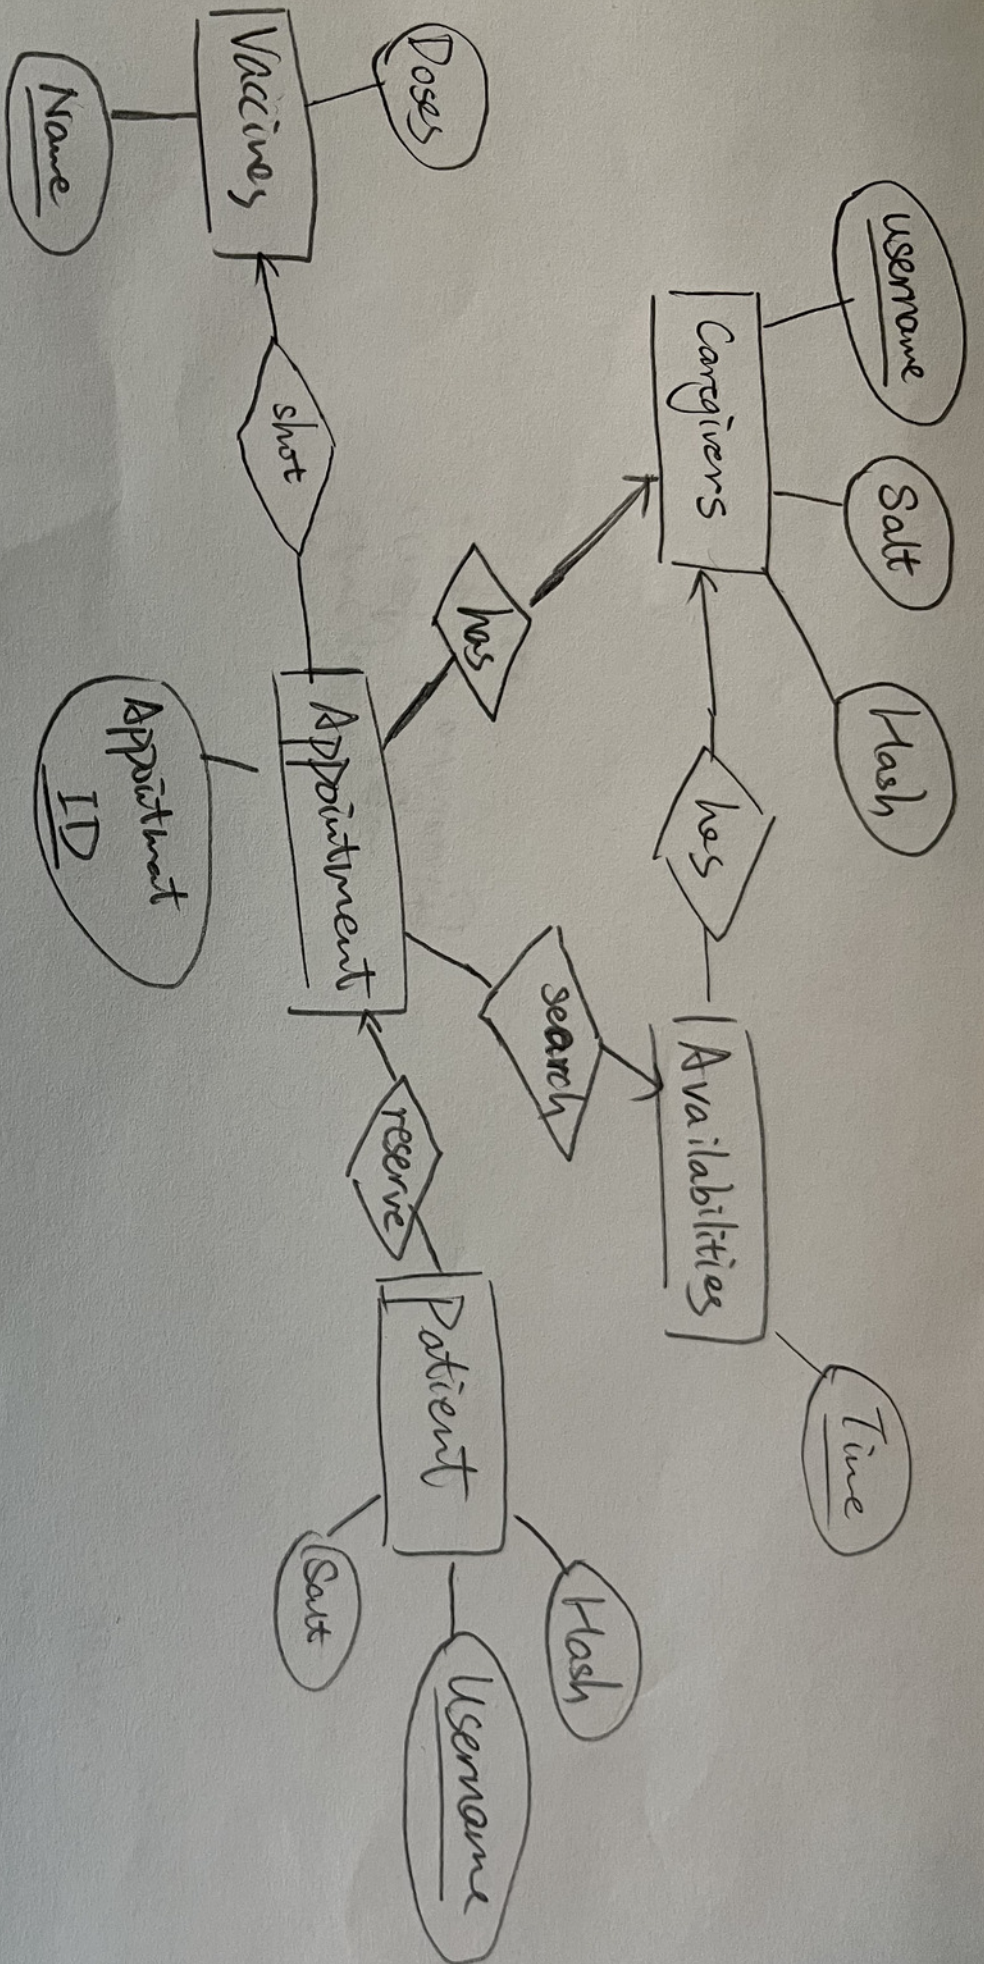 username
Salt
Hash
Time
Caregivers
has
Availabilities
Doses
has
search
Hash
Vaccines
shot
Appointment
reserve
Patient
Username
Name
Appointmat
ID
Salt